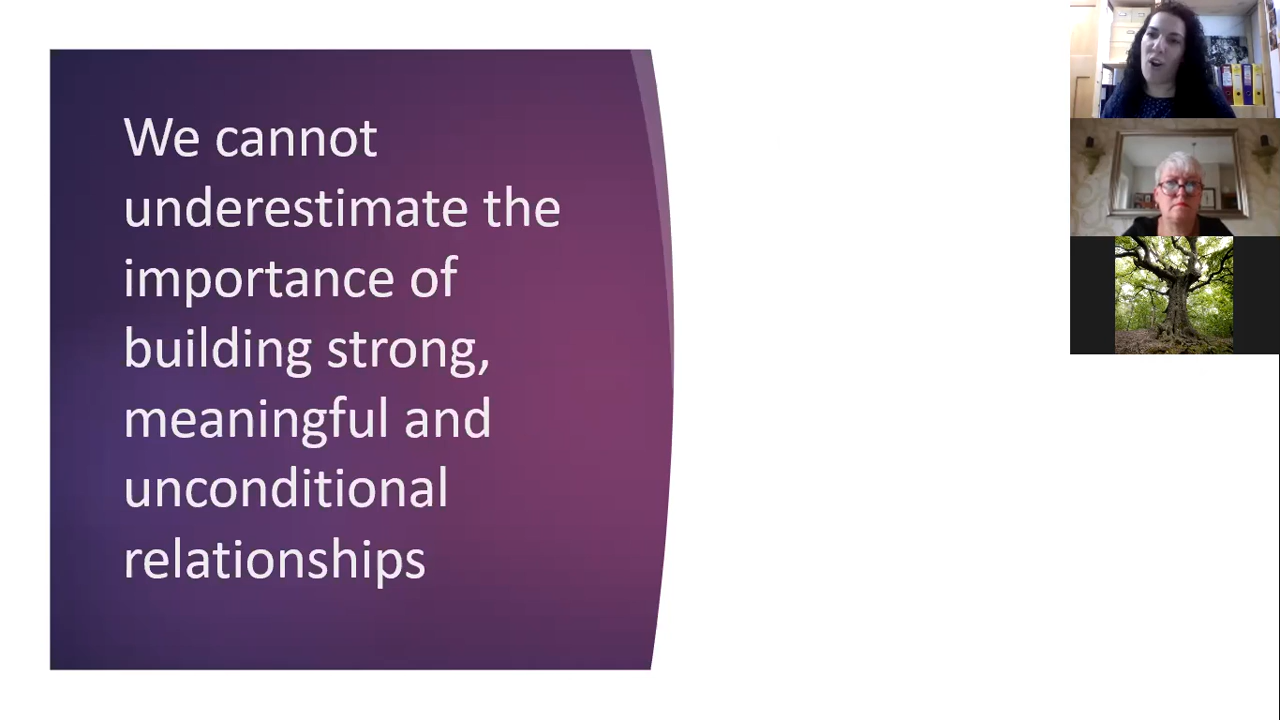 We cannot
underestimate the
importance of
building strong,
meaningful and
unconditional
relationships